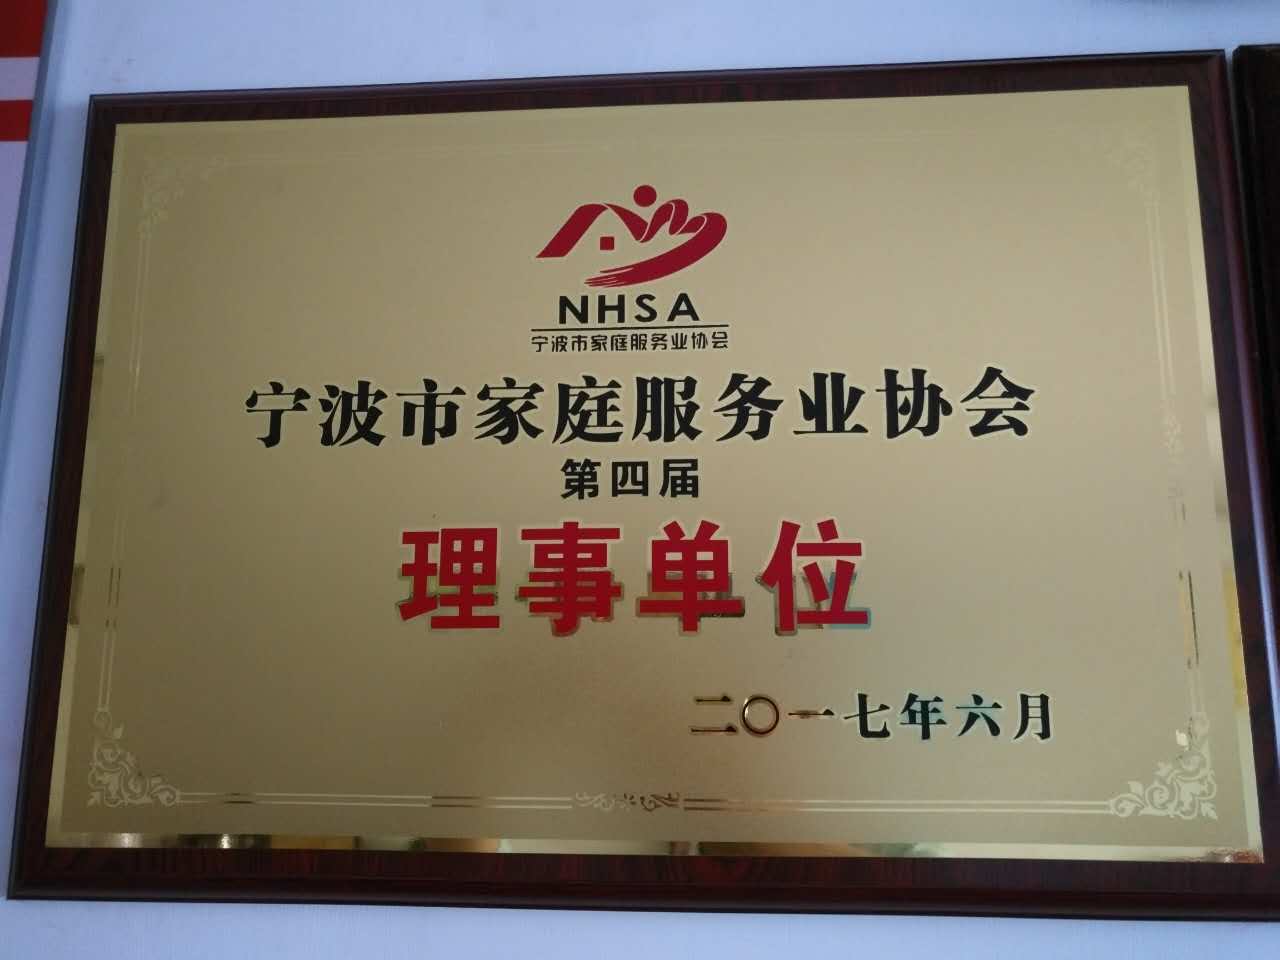 NHSA
宁波市家庭服务业协会
宁波市家庭服务业协会
第四届
理事单位
二〇一七年六月